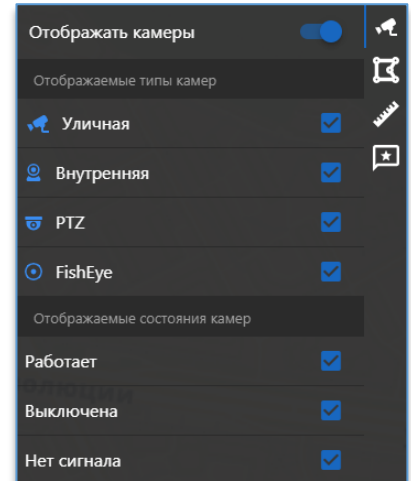 Отображать камеры
Отображаемые типы камер
Уличная
Внутренняя
PTZ
FishEye
Отображаемые состояния камер
Работает
Выключена
Нет сигнала